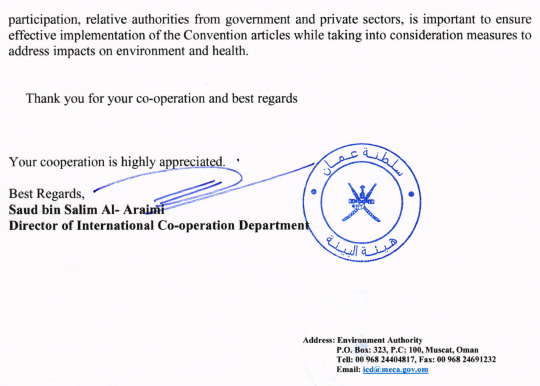 participation, relative authorities from government and private sectors, is important to ensure
effective implementation of the Convention articles while taking into consideration measures to
address impacts on environment and health.
Thank you for your co-operation and best regards
Your cooperation is highly appreciated.
Best Regards,
Saud bin Salim Al- Araimi
Director of International Co-operation Department
سلطنة عمان
هيئة البيئة
Address: Environment Authority
P.O. Box: 323, P.C: 100, Muscat, Oman
Tell: 00 968 24404817, Fax: 00 968 24691232
Email: icd@meca.gov.om